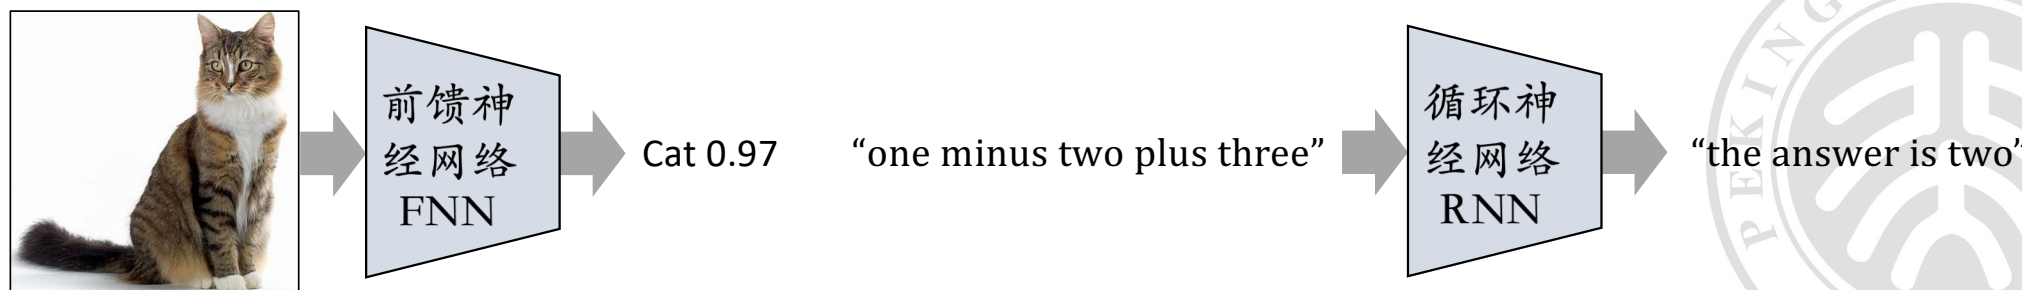 前馈神
经网络
FNN
Cat 0.97
“one minus two plus three”
循环神
经网络
RNN
“the answer is two”
PEKING